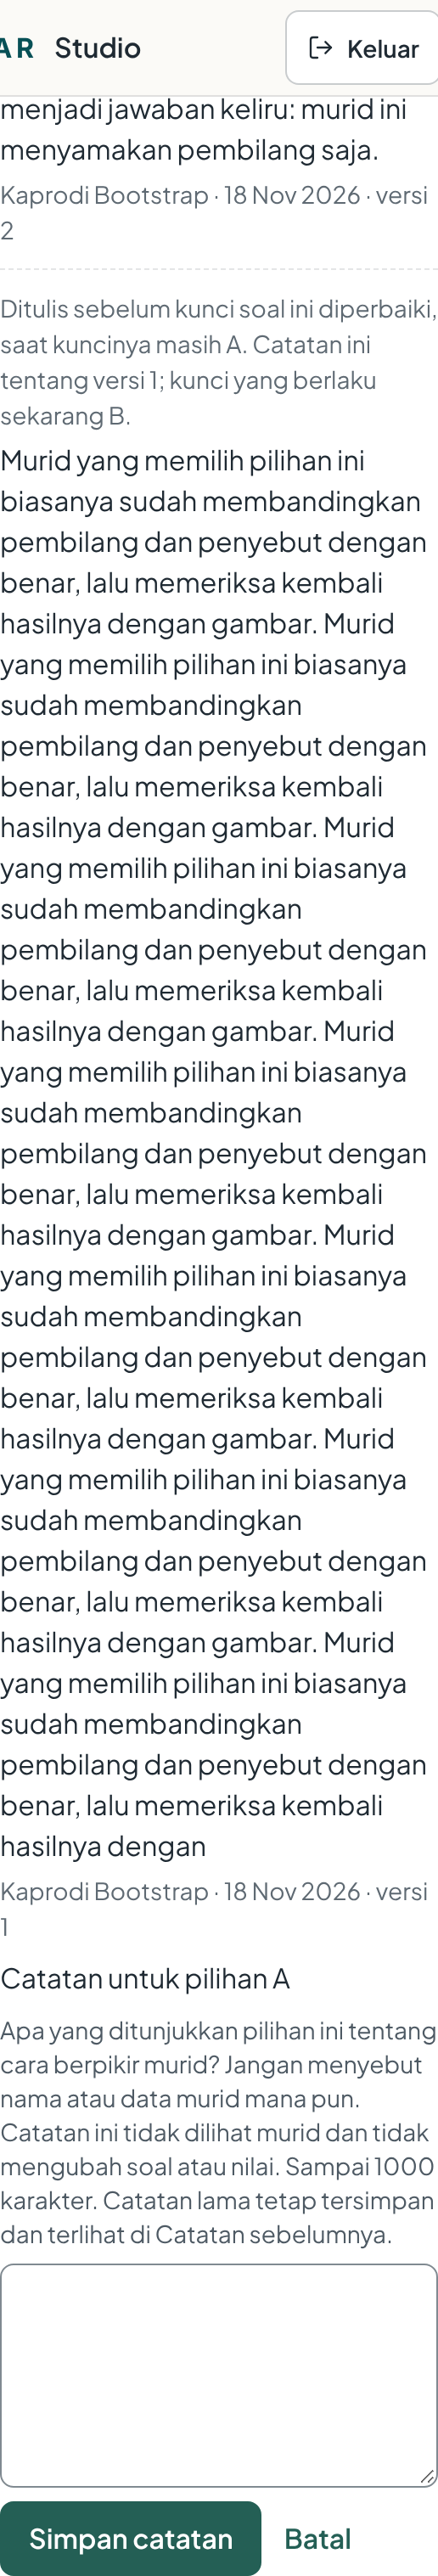 AR Studio
Keluar
menjadi jawaban keliru: murid ini
menyamakan pembilang saja.
Kaprodi Bootstrap · 18 Nov 2026 · versi
2
Ditulis sebelum kunci soal ini diperbaiki,
saat kuncinya masih A. Catatan ini
tentang versi 1; kunci yang berlaku
sekarang B.
Murid yang memilih pilihan ini
biasanya sudah membandingkan
pembilang dan penyebut dengan
benar, lalu memeriksa kembali
hasilnya dengan gambar. Murid
yang memilih pilihan ini biasanya
sudah membandingkan
pembilang dan penyebut dengan
benar, lalu memeriksa kembali
hasilnya dengan gambar. Murid
yang memilih pilihan ini biasanya
sudah membandingkan
pembilang dan penyebut dengan
benar, lalu memeriksa kembali
hasilnya dengan gambar. Murid
yang memilih pilihan ini biasanya
sudah membandingkan
pembilang dan penyebut dengan
benar, lalu memeriksa kembali
hasilnya dengan gambar. Murid
yang memilih pilihan ini biasanya
sudah membandingkan
pembilang dan penyebut dengan
benar, lalu memeriksa kembali
hasilnya dengan gambar. Murid
yang memilih pilihan ini biasanya
sudah membandingkan
pembilang dan penyebut dengan
benar, lalu memeriksa kembali
hasilnya dengan gambar. Murid
yang memilih pilihan ini biasanya
sudah membandingkan
pembilang dan penyebut dengan
benar, lalu memeriksa kembali
hasilnya dengan
Kaprodi Bootstrap · 18 Nov 2026 · versi
1
Catatan untuk pilihan A
Apa yang ditunjukkan pilihan ini tentang
cara berpikir murid? Jangan menyebut
nama atau data murid mana pun.
Catatan ini tidak dilihat murid dan tidak
mengubah soal atau nilai. Sampai 1000
karakter. Catatan lama tetap tersimpan
dan terlihat di Catatan sebelumnya.
Simpan catatan
Batal